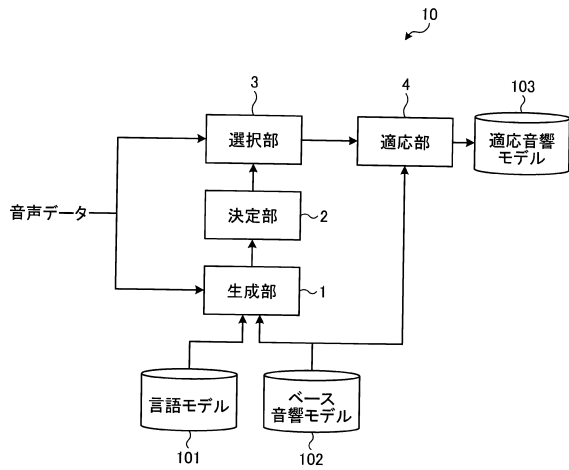 10
3
4
103
選択部
適応部
適応音響
モデル
音声データ
決定部
2
生成部
1
言語モデル
ベース
音響モデル
101
102